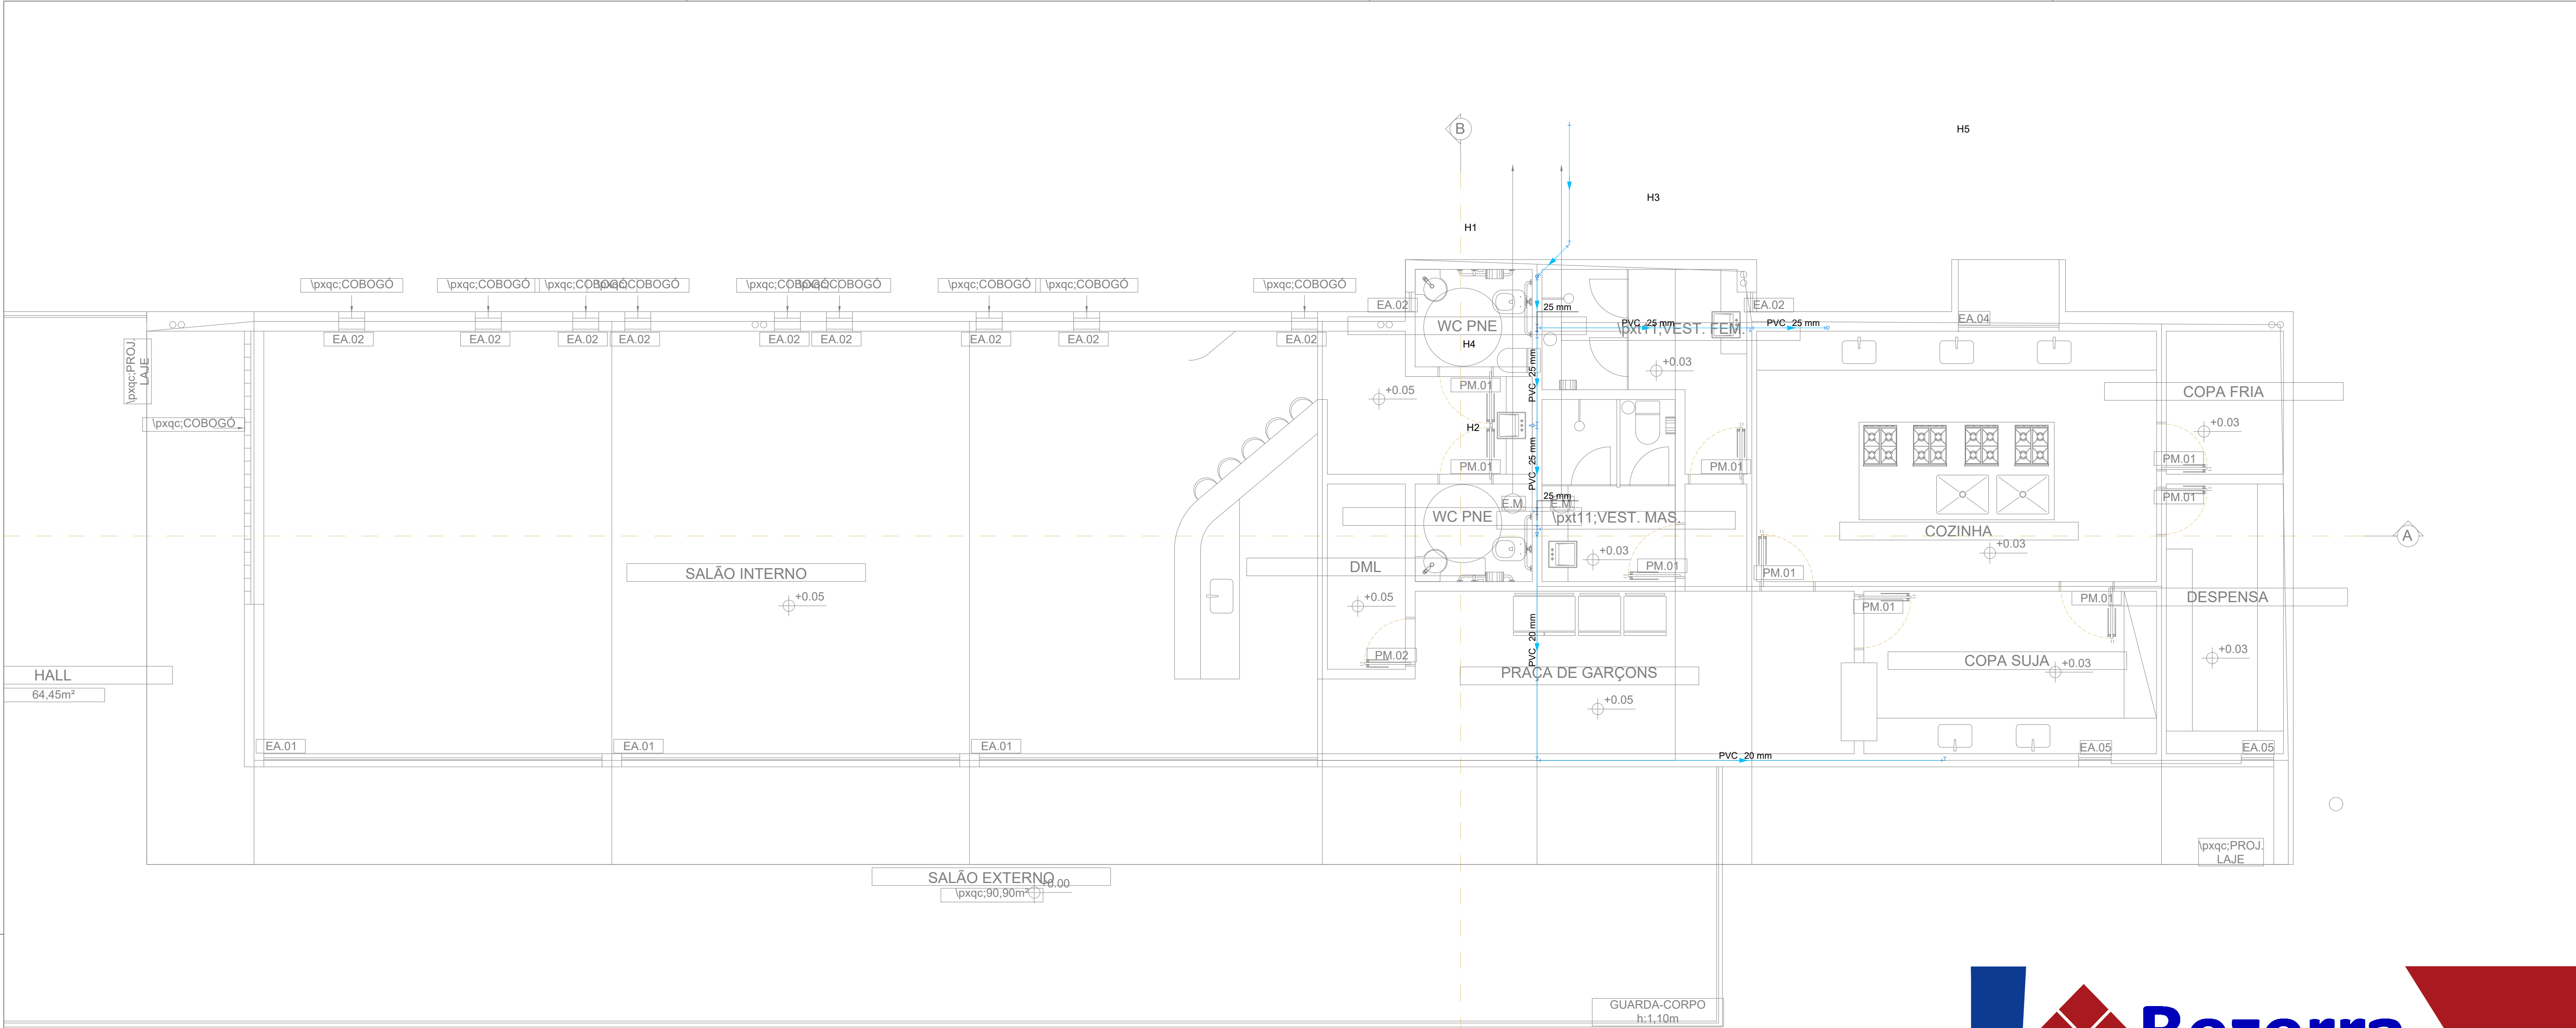 B
H5
H3
H1
\pxqc;COBOGÓ
\pxqc;COBOGÓ
\pxqc;COBOGÓ
\pxqc;COBOGÓ
\pxqc;COBOGÓ
\pxqc;COBOGÓ
\pxqc;COBOGÓ
\pxqc;COBOGÓ
\pxqc;COBOGÓ
EA.02
25 mm
EA.02
EA.04
WC PNE
PVC 25 mm
\pxt11;VEST. FEM.
PVC 25 mm
EA.02
EA.02
EA.02
EA.02
EA.02
EA.02
EA.02
EA.02
EA.02
H4
\pxqc;PROJ.
LAJE
+0.03
PVC 25 mm
+0.05
PM.01
COPA FRIA
\pxqc;COBOGÓ
H2
+0.03
PM.01
PM.01
PVC 25 mm
PM.01
PM.01
25 mm
E.M.
E.M.
WC PNE
\pxt11;VEST. MAS.
COZINHA
A
+0.03
+0.03
DML
PM.01
PM.01
SALÃO INTERNO
+0.05
+0.05
PM.01
PM.01
DESPENSA
PVC 20 mm
PM.02
COPA SUJA
+0.03
+0.03
HALL
64,45m²
PRAÇA DE GARÇONS
+0.05
EA.01
EA.01
EA.01
PVC 20 mm
EA.05
EA.05
\pxqc;PROJ.
LAJE
SALÃO EXTERNO
+0.00
\pxqc;90,90m²
GUARDA-CORPO
h:1,10m
Bezerra